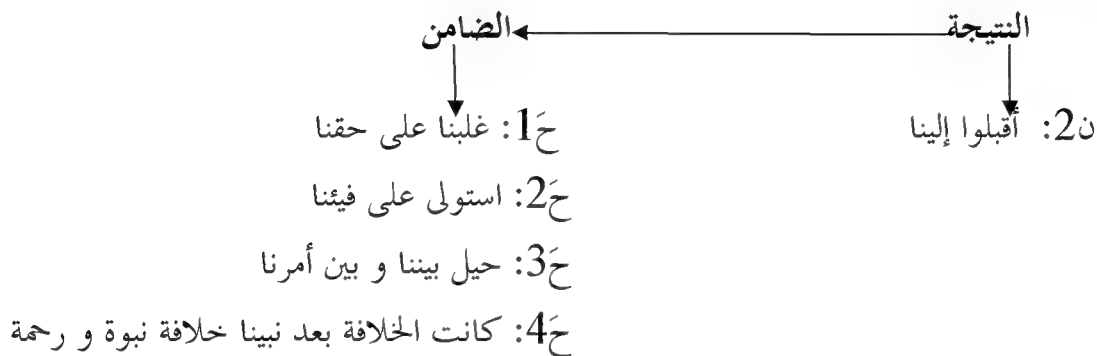 النتيجة الضامن
ن2: أقبلوا إلينا حَ1: غلبنا على حقنا
حَ2: استولى على فيئنا
حَ3: حيل بيننا و بين أمرنا
حَ4: كانت الخلافة بعد نبينا خلافة نبوة و رحمة